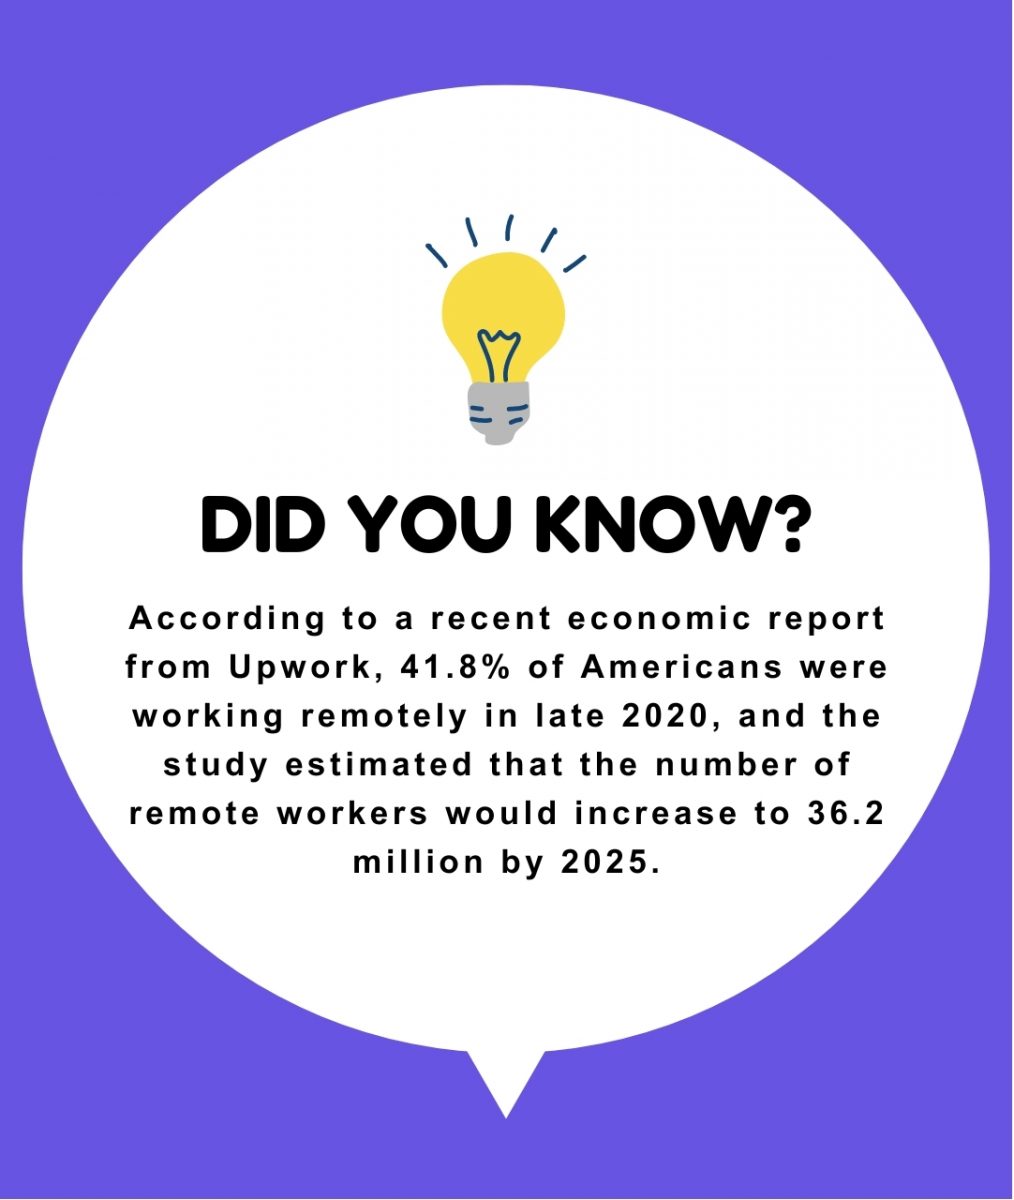 DID YOU KNOW?
According to a recent economic report
from Upwork, 41.8% of Americans were
working remotely in late 2020, and the
study estimated that the number of
remote workers would increase to 36.2
million by 2025.